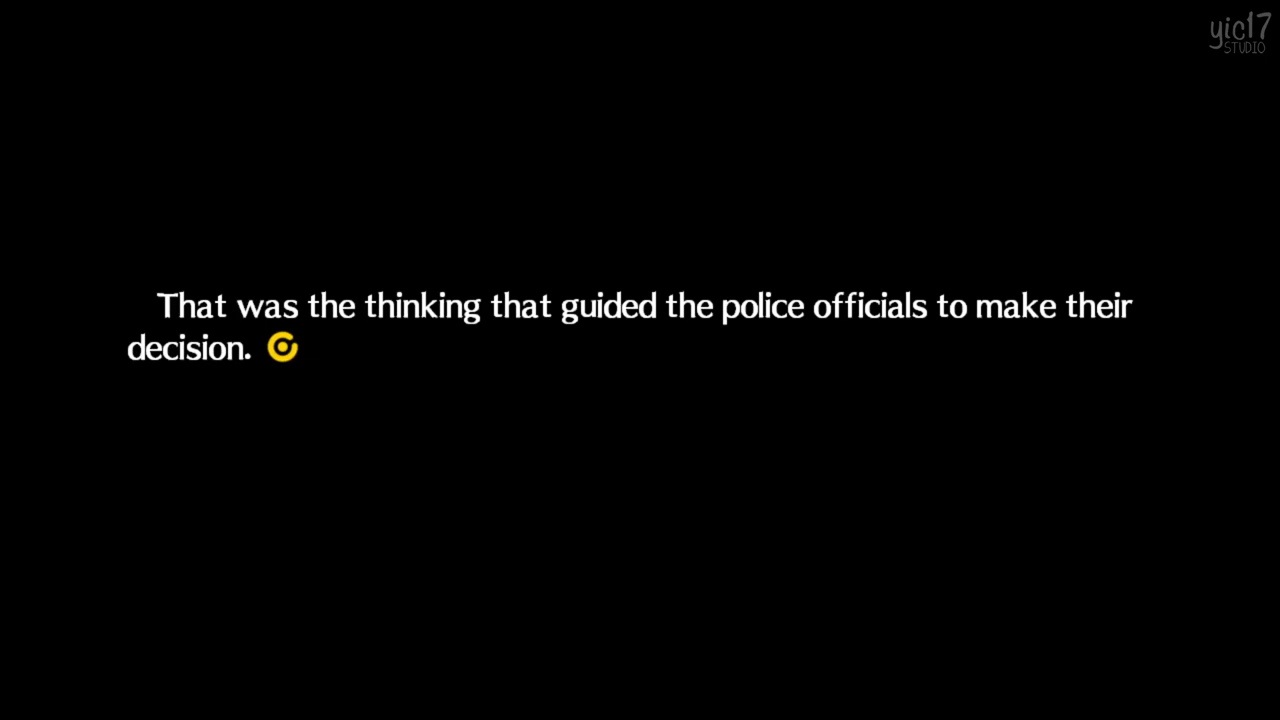 yic17
STUDIO
That was the thinking that guided the police officials to make their
decision.